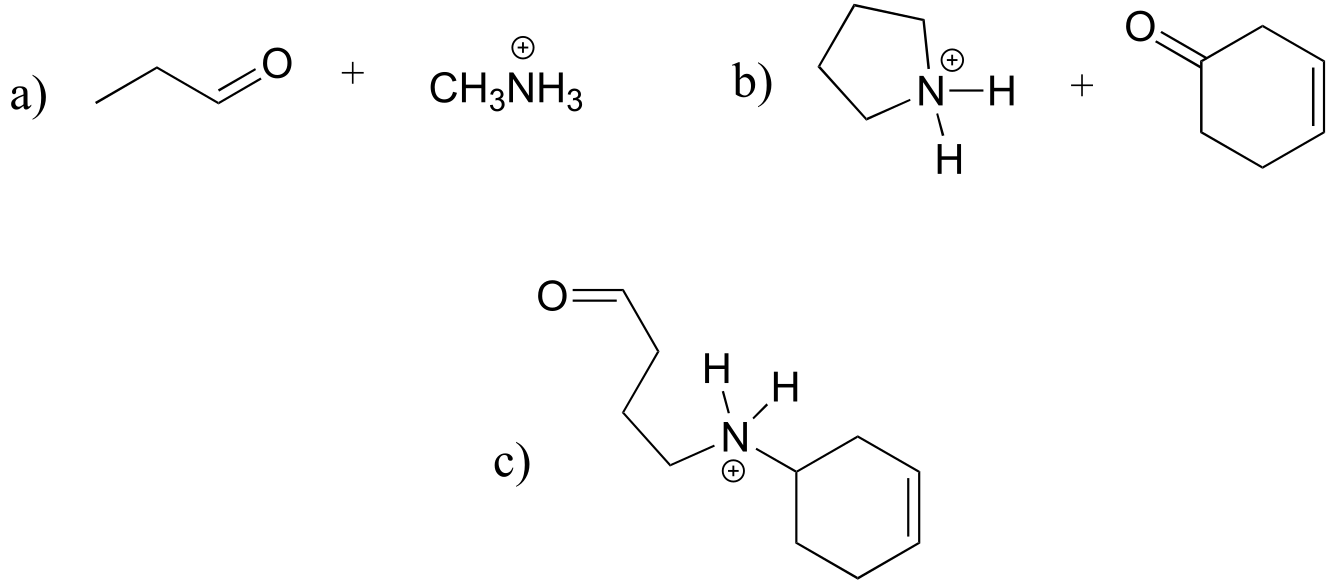 a) O + CH₃NH₃ ⊕ b) N ⊕ H H + O
O H H N ⊕ c)